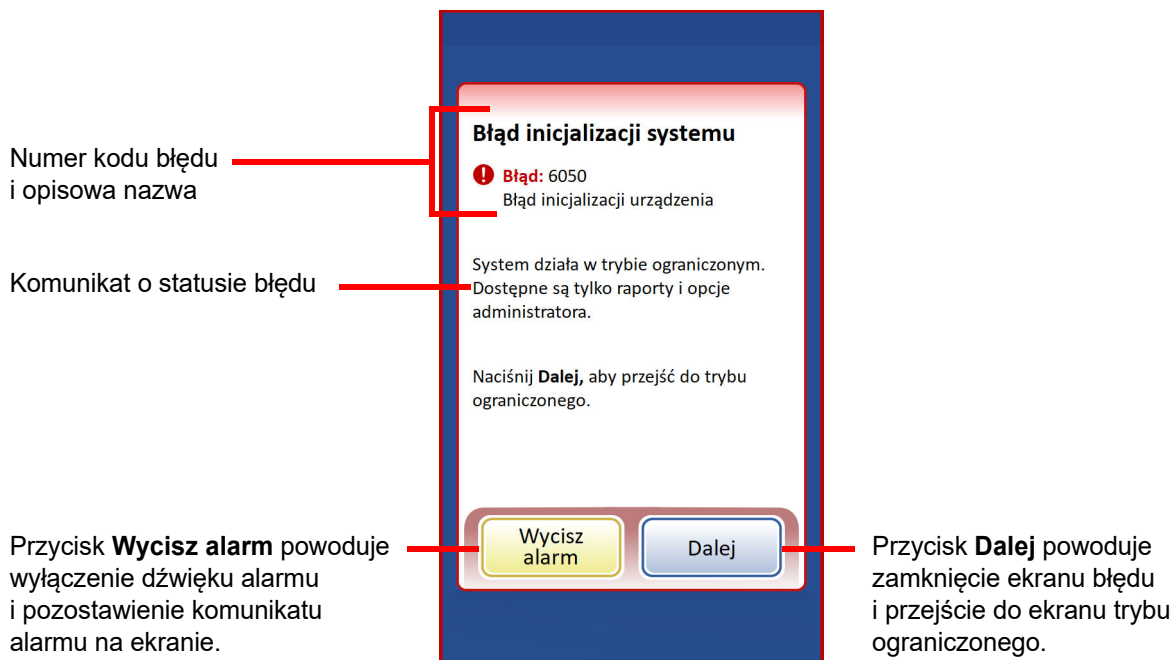 Numer kodu błędu
i opisowa nazwa
Komunikat o statusie błędu
Przycisk Wycisz alarm powoduje
wyłączenie dźwięku alarmu
i pozostawienie komunikatu
alarmu na ekranie.
Błąd inicjalizacji systemu
Błąd: 6050
Błąd inicjalizacji urządzenia
System działa w trybie ograniczonym.
Dostępne są tylko raporty i opcje
administratora.
Naciśnij Dalej, aby przejść do trybu
ograniczonego.
Wycisz
alarm
Dalej
Przycisk Dalej powoduje
zamknięcie ekranu błędu
i przejście do ekranu trybu
ograniczonego.